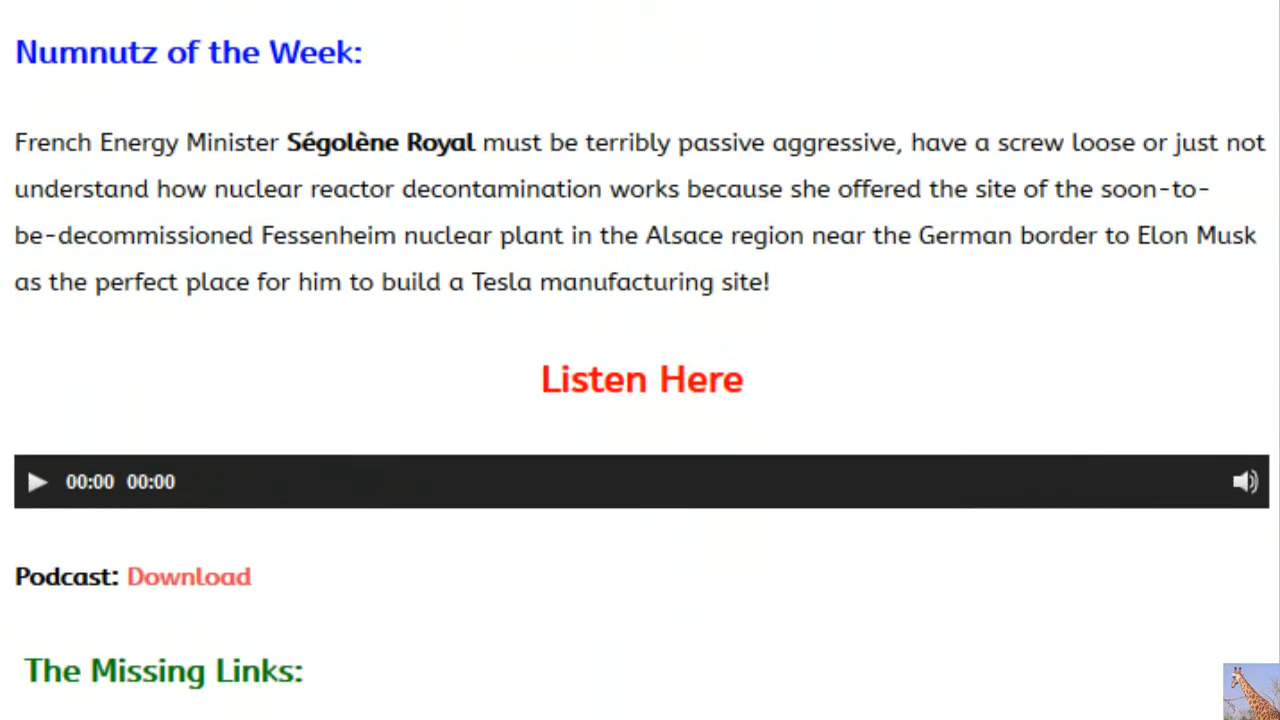 Numnutz of the Week:
French Energy Minister Ségolène Royal must be terribly passive aggressive, have a screw loose or just not
understand how nuclear reactor decontamination works because she offered the site of the soon-to-
be-decommissioned Fessenheim nuclear plant in the Alsace region near the German border to Elon Musk
as the perfect place for him to build a Tesla manufacturing site!
Listen Here
00:00 00:00
Podcast: Download
The Missing Links: